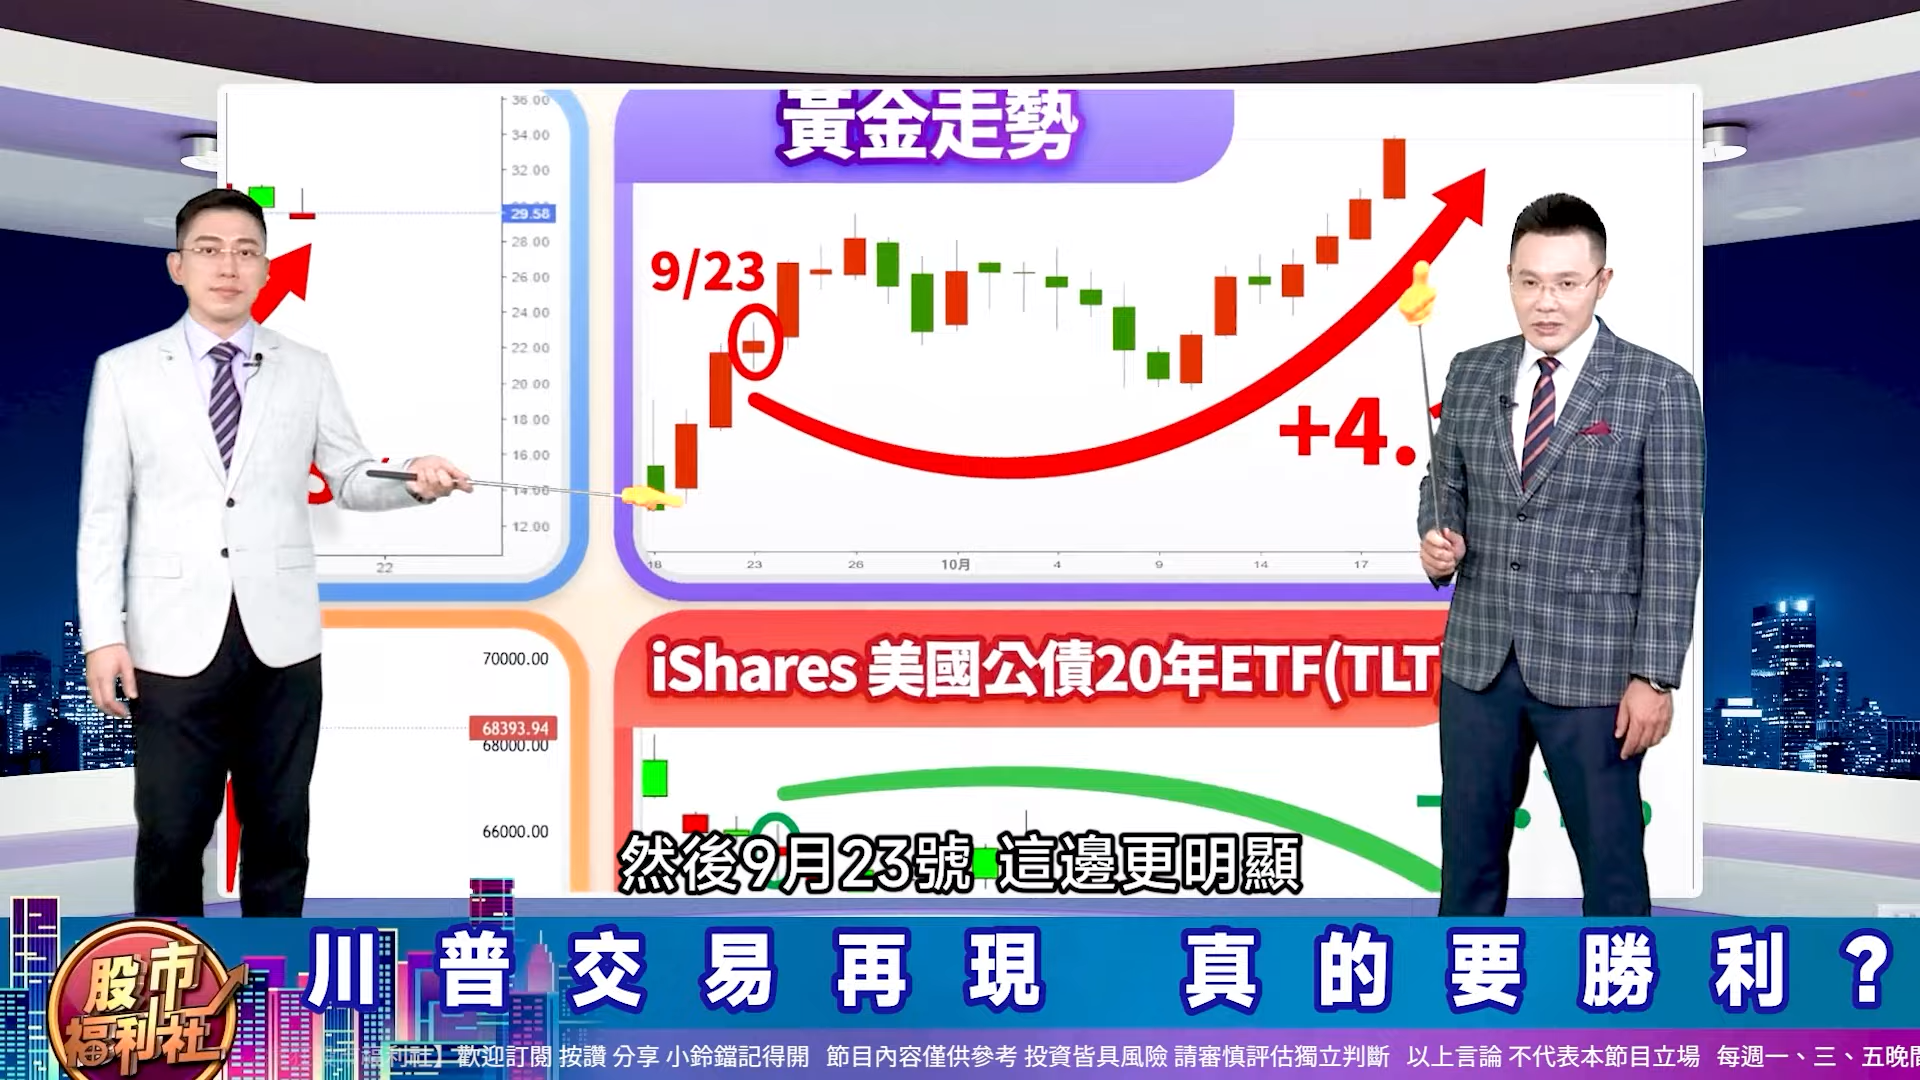 黃金走勢
36.00
34.00
32.00
29.58
28.00
26.00
24.00
22.00
20.00
18.00
16.00
14.00
12.00
22
9/23
+4.
18 23 26 10月 4 9 14 17
70000.00
68393.94
68000.00
66000.00
iShares 美國公債20年ETF(TLT)
然後9月23號 這邊更明顯
川普交易再現 真的要勝利?
股市
福利社
福利社】歡迎訂閱 按讚 分享 小鈴鐺記得開 節目內容僅供參考 投資皆具風險 請審慎評估獨立判斷 以上言論 不代表本節目立場 每週一、三、五晚間